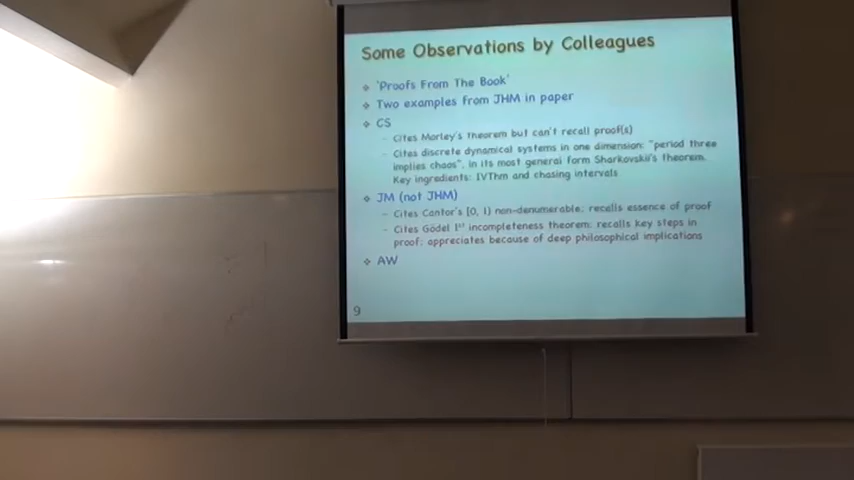 Some Observations by Colleagues
'Proofs From The Book'
Two examples from JHM in paper
CS
- Cites Morley's theorem but can't recall proof(s)
- Cites discrete dynamical systems in one dimension: "period three
implies chaos", in its most general form Sharkovskii's Theorem.
Key ingredients: IVThm and chasing intervals
JM (not JHM)
- Cites Cantor's [0, 1) non-denumerable; recalls essence of proof
- Cites Gödel 1st incompleteness theorem; recalls key steps in
proof; appreciates because of deep philosophical implications
AW
9